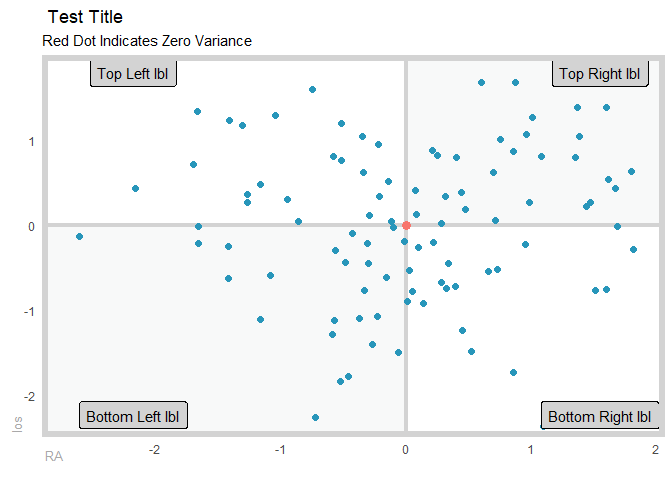 Test Title
Red Dot Indicates Zero Variance
Top Left lbl
Top Right lbl
1
0
-1
-2
Bottom Left lbl
Bottom Right lbl
los
RA
-2
-1
0
1
2